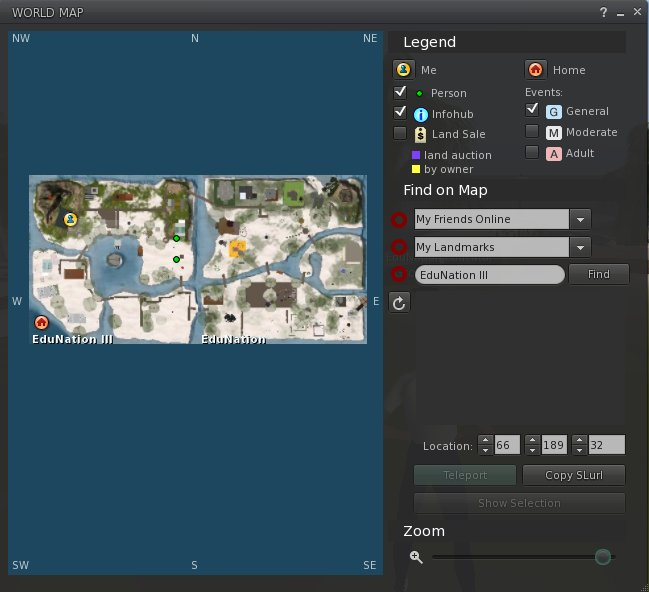 WORLD MAP
? _ ×
NW N NE
W E
SW S SE
EduNation III EduNation
Legend
Me Home
Person Events:
Infohub G General
$ Land Sale M Moderate
land auction A Adult
by owner
Find on Map
My Friends Online
My Landmarks
EduNation III Find
Location: 66 189 32
Teleport Copy SLurl
Show Selection
Zoom